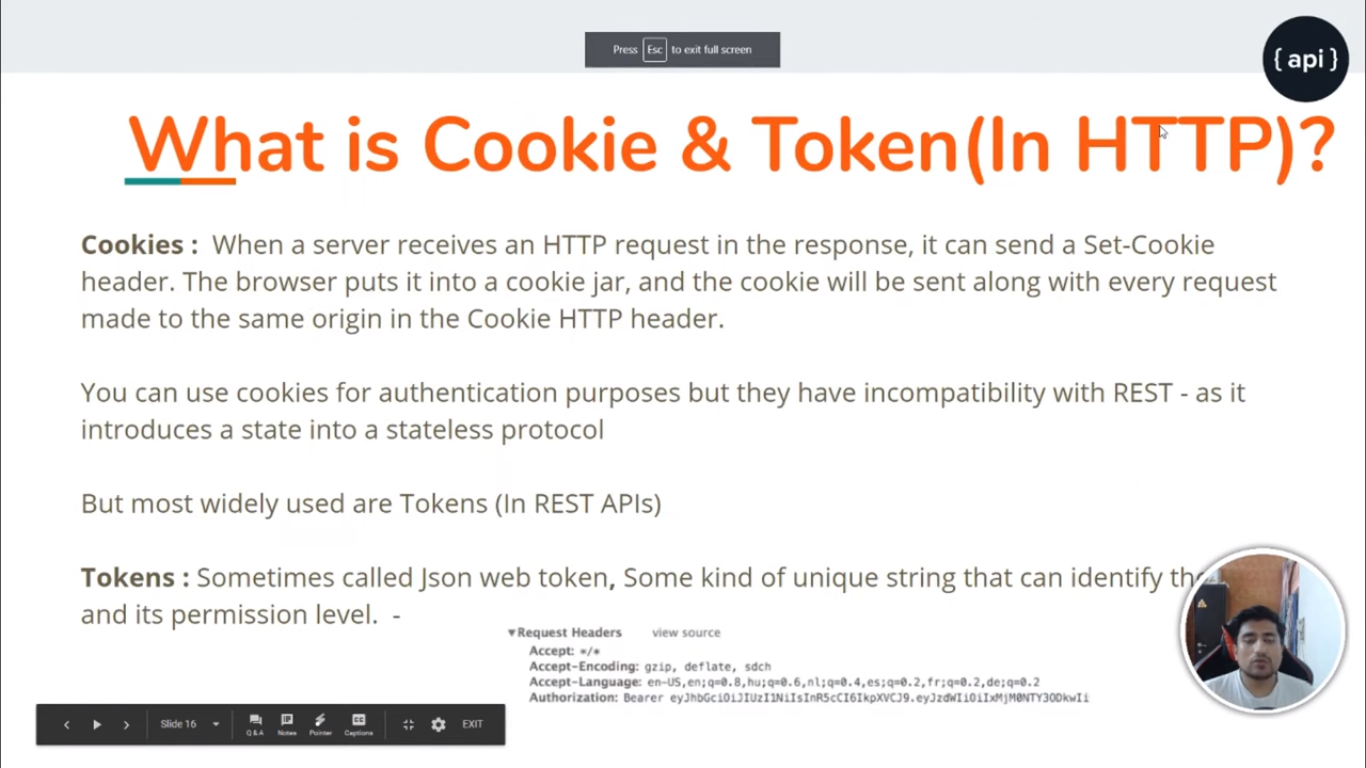 Press Esc to exit full screen
{ api }
What is Cookie & Token(In HTTP)?
Cookies : When a server receives an HTTP request in the response, it can send a Set-Cookie
header. The browser puts it into a cookie jar, and the cookie will be sent along with every request
made to the same origin in the Cookie HTTP header.
You can use cookies for authentication purposes but they have incompatibility with REST - as it
introduces a state into a stateless protocol
But most widely used are Tokens (In REST APIs)
Tokens : Sometimes called Json web token, Some kind of unique string that can identify the
and its permission level. -
▼Request Headers view source
Accept: */*
Accept-Encoding: gzip, deflate, sdch
Accept-Language: en-US,en;q=0.8,hu;q=0.6,nl;q=0.4,es;q=0.2,fr;q=0.2,de;q=0.2
Authorization: Bearer eyJhbGciOiJIUzI1NiIsInR5cCI6IkpXVCJ9.eyJzdWIiOiIxMjM0NTY3ODkwIi
Slide 16
Q & A
Notes
Pointer
Captions
EXIT